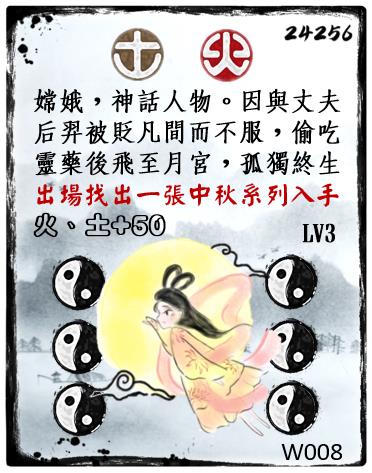 24256
土 火
嫦娥，神話人物。因與丈夫
后羿被貶凡間而不服，偷吃
靈藥後飛至月宮，孤獨終生
出場找出一張中秋系列入手
火、土+50
LV3
W008